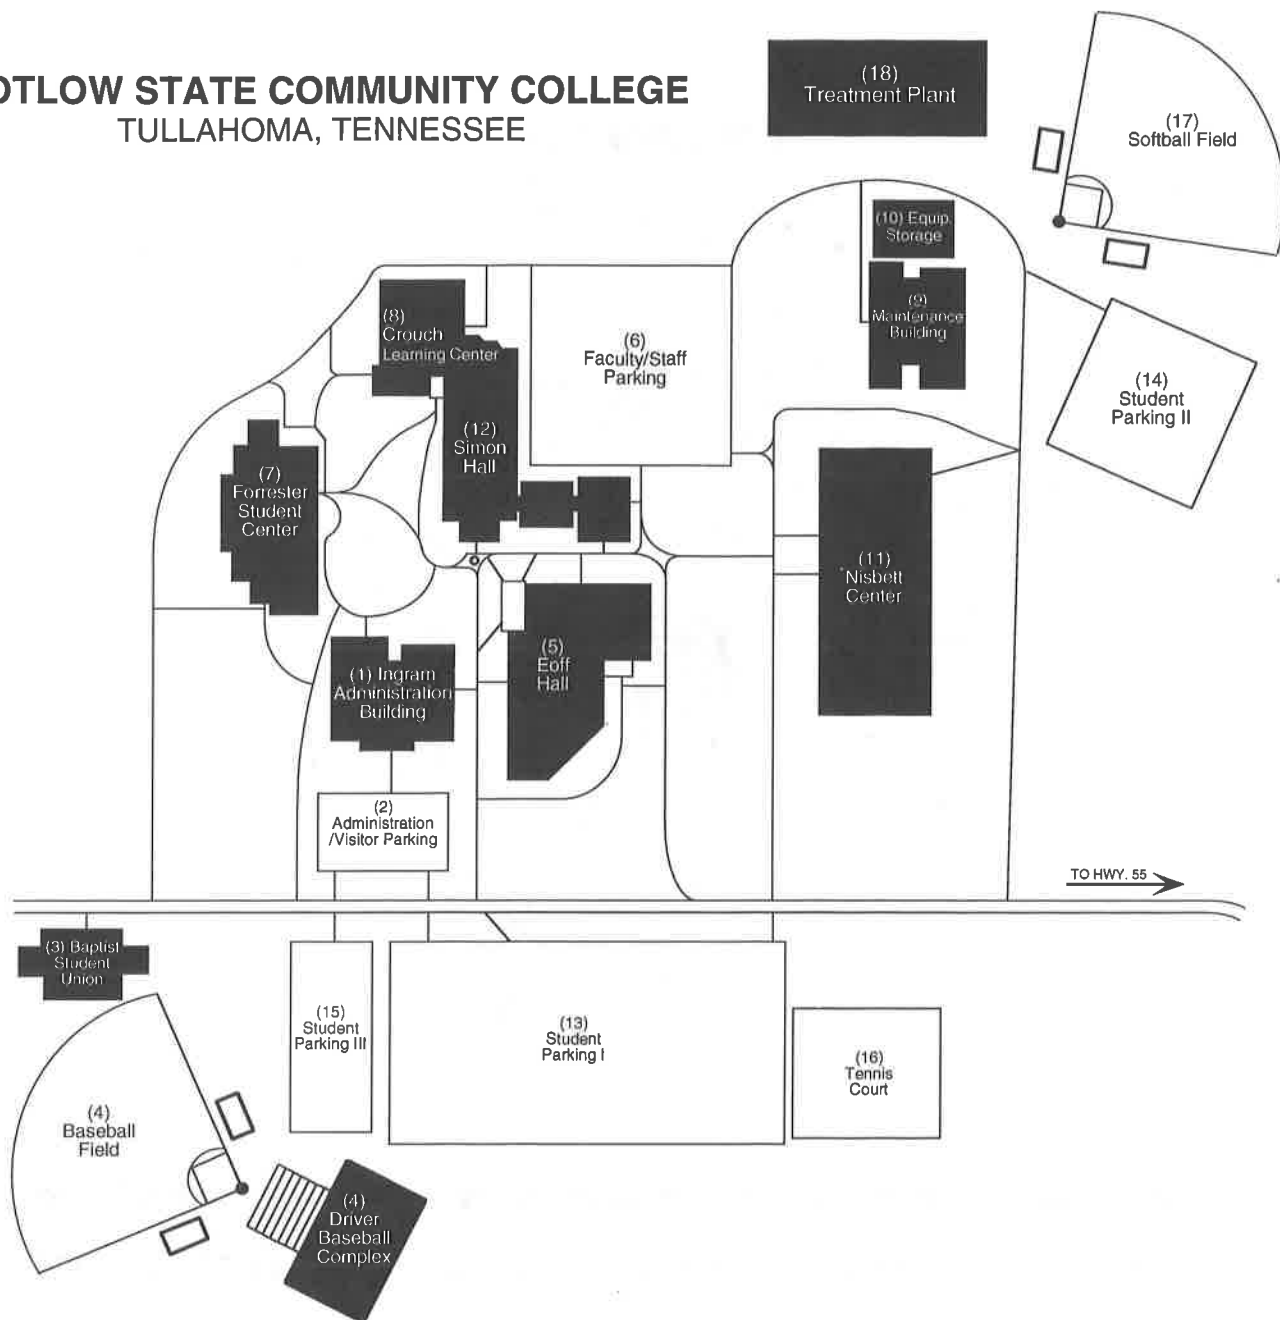 OTLOW STATE COMMUNITY COLLEGE
TULLAHOMA, TENNESSEE
(18)
Treatment Plant
(17)
Softball Field
(10) Equip.
Storage
(9)
Maintenance
Building
(8)
Crouch
Learning Center
(6)
Faculty/Staff
Parking
(14)
Student
Parking II
(12)
Simon
Hall
(7)
Forrester
Student
Center
(11)
Nisbett
Center
(5)
Eoff
Hall
(1) Ingram
Administration
Building
(2)
Administration
/Visitor Parking
TO HWY. 55
(3) Baptist
Student
Union
(15)
Student
Parking III
(13)
Student
Parking I
(16)
Tennis
Court
(4)
Baseball
Field
(4)
Driver
Baseball
Complex